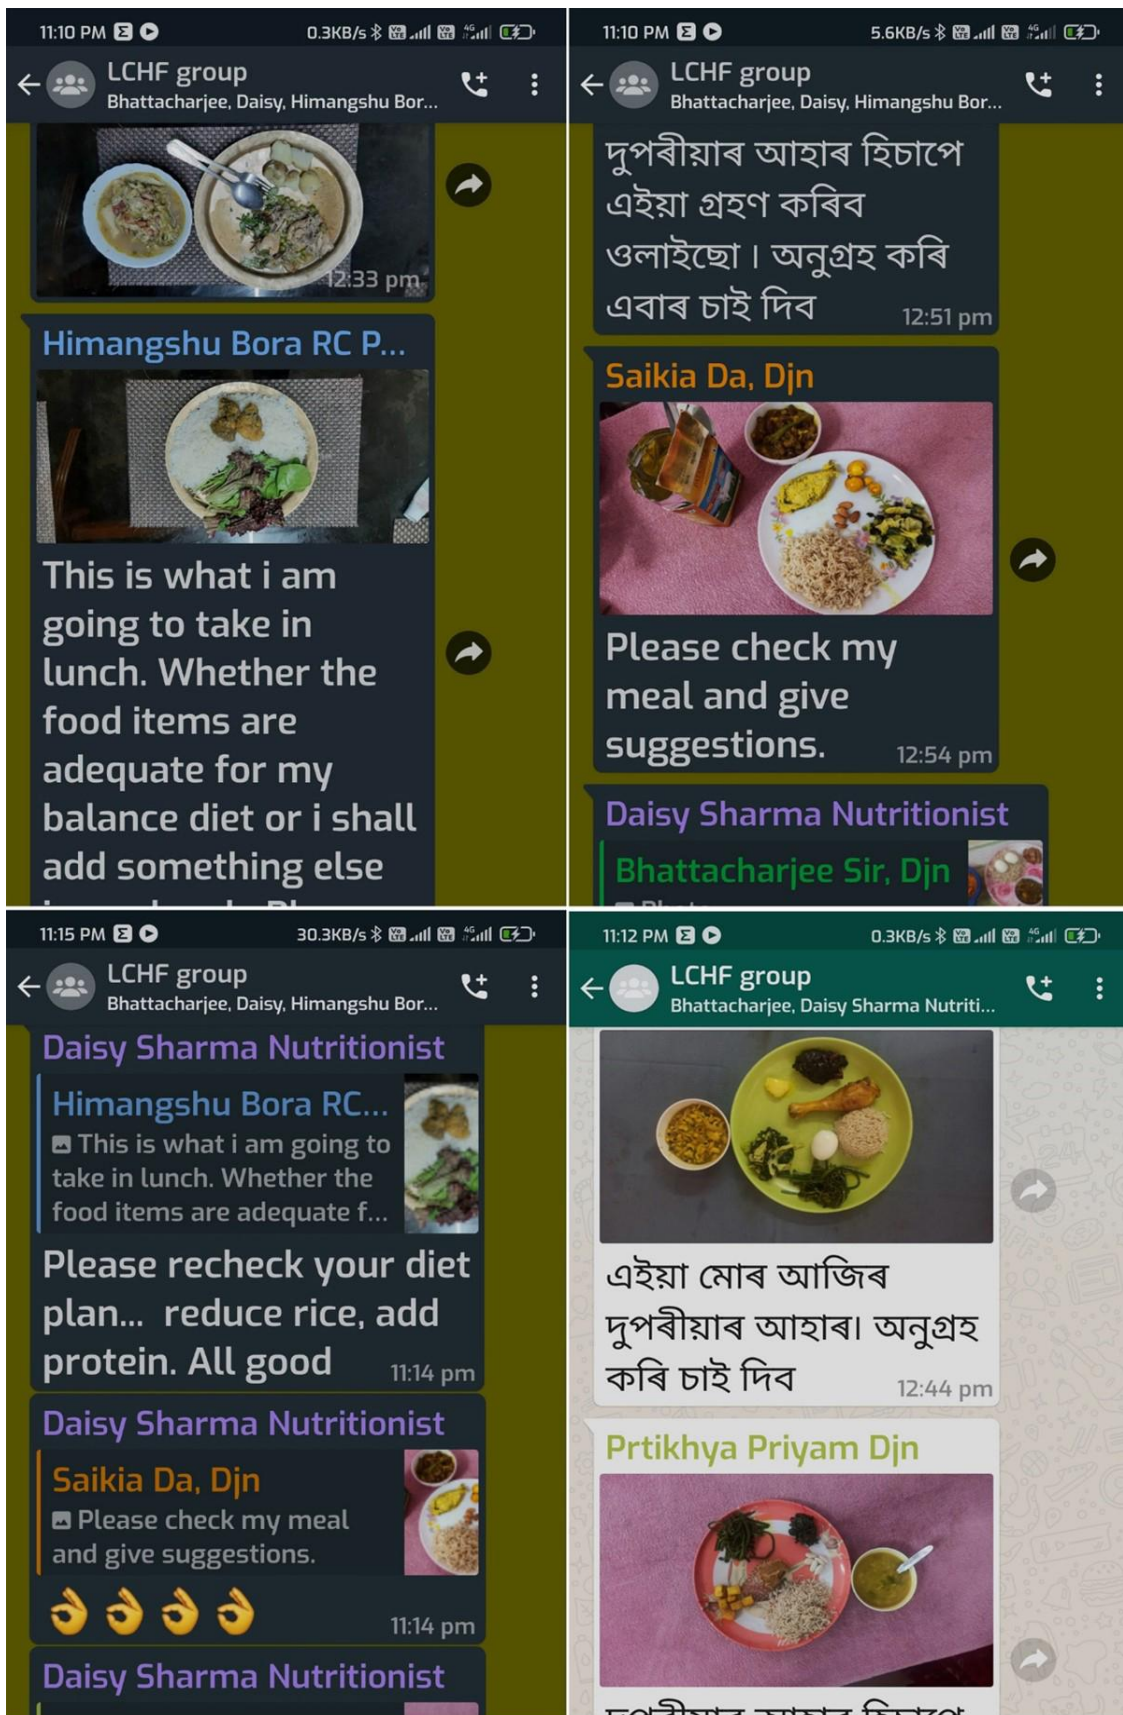 11:10 PM
0.3KB/s
LCHF group
Bhattacharjee, Daisy, Himangshu Bor...
12:33 pm
Himangshu Bora RC P...
This is what i am
going to take in
lunch. Whether the
food items are
adequate for my
balance diet or i shall
add something else
11:10 PM
5.6KB/s
LCHF group
Bhattacharjee, Daisy, Himangshu Bor...
দুপৰীয়াৰ আহাৰ হিচাপে
এইয়া গ্ৰহণ কৰিব
ওলাইছো। অনুগ্ৰহ কৰি
এবাৰ চাই দিব
12:51 pm
Saikia Da, Djn
Please check my
meal and give
suggestions.
12:54 pm
Daisy Sharma Nutritionist
Bhattacharjee Sir, Djn
11:15 PM
30.3KB/s
LCHF group
Bhattacharjee, Daisy, Himangshu Bor...
Daisy Sharma Nutritionist
Himangshu Bora RC...
This is what i am going to
take in lunch. Whether the
food items are adequate f...
Please recheck your diet
plan... reduce rice, add
protein. All good
11:14 pm
Daisy Sharma Nutritionist
Saikia Da, Djn
Please check my meal
and give suggestions.
👌👌👌👌
11:14 pm
Daisy Sharma Nutritionist
11:12 PM
0.3KB/s
LCHF group
Bhattacharjee, Daisy Sharma Nutriti...
এইয়া মোৰ আজিৰ
দুপৰীয়াৰ আহাৰ। অনুগ্ৰহ
কৰি চাই দিব
12:44 pm
Prtikhya Priyam Djn